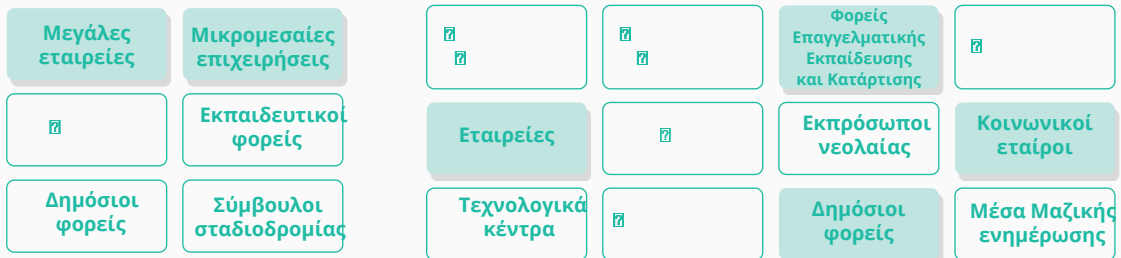 Μεγάλες
εταιρείες
Μικρομεσαίες
επιχειρήσεις
Εκπαιδευτικοί
φορείς
Δημόσιοι
φορείς
Σύμβουλοι
σταδιοδρομίας
Φορείς
Επαγγελματικής
Εκπαίδευσης
και Κατάρτισης
Εταιρείες
Εκπρόσωποι
νεολαίας
Κοινωνικοί
εταίροι
Τεχνολογικά
κέντρα
Δημόσιοι
φορείς
Μέσα Μαζικής
ενημέρωσης